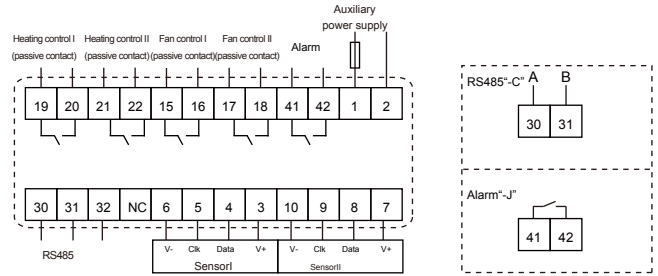 Auxiliary
power supply
Heating control I Heating control II Fan control I Fan control II Alarm
(passive contact) (passive contact) (passive contact) (passive contact)
19 20 21 22 15 16 17 18 41 42 1 2
30 31 32 NC 6 5 4 3 10 9 8 7
RS485 V- Clk Data V+ V- Clk Data V+
SensorI SensorII
RS485"-C" A B
30 31
Alarm"-J"
41 42